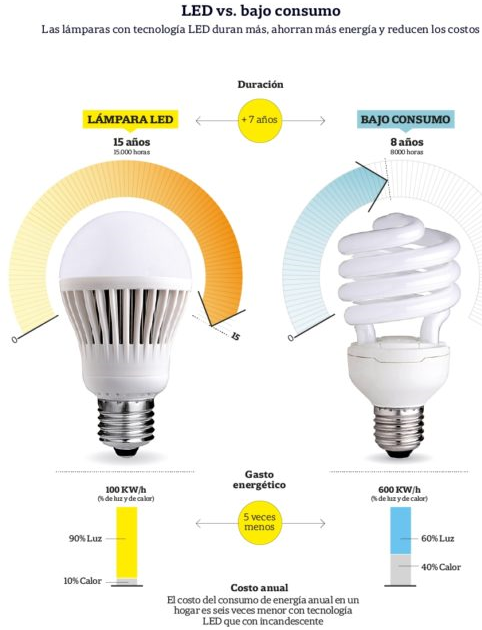 LED vs. bajo consumo
Las lámparas con tecnología LED duran más, ahorran más energía y reducen los costos
Duración
LÁMPARA LED
+ 7 años
BAJO CONSUMO
15 años
15.000 horas
8 años
8000 horas
0
15
0
Gasto
energético
100 KW/h
(% de luz y de calor)
600 KW/h
(% de luz y de calor)
5 veces
menos
90% Luz
10% Calor
60% Luz
40% Calor
Costo anual
El costo del consumo de energía anual en un
hogar es seis veces menor con tecnología
LED que con incandescente